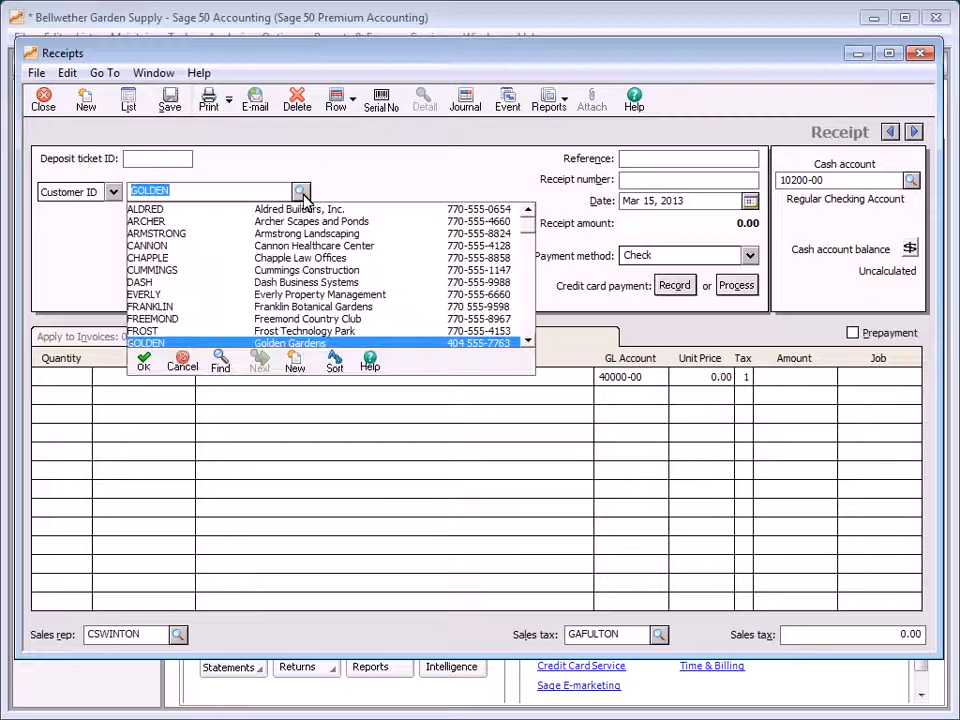 * Bellwether Garden Supply - Sage 50 Accounting (Sage 50 Premium Accounting)
Receipts
File Edit Go To Window Help
Close New List Save Print E-mail Delete Row Serial No Detail Journal Event Reports Attach Help
Receipt
Deposit ticket ID:
Customer ID GOLDEN
ALDRED Aldred Builders, Inc. 770-555-0654
ARCHER Archer Scapes and Ponds 770-555-4660
ARMSTRONG Armstrong Landscaping 770-555-8824
CANNON Cannon Healthcare Center 770-555-4128
CHAPPLE Chapple Law Offices 770-555-8858
CUMMINGS Cummings Construction 770-555-1147
DASH Dash Business Systems 770-555-9988
EVERLY Everly Property Management 770-555-6660
FRANKLIN Franklin Botanical Gardens 770 555-9598
FREEMOND Freemond Country Club 770-555-8967
FROST Frost Technology Park 770-555-4153
GOLDEN Golden Gardens 404 555-7763
OK Cancel Find Next New Sort Help
Reference:
Receipt number:
Date: Mar 15, 2013
Receipt amount: 0.00
Payment method: Check
Credit card payment: Record or Process
Cash account
10200-00
Regular Checking Account
Cash account balance
Uncalculated
Apply to Invoices: 0
Prepayment
Quantity GL Account Unit Price Tax Amount Job
40000-00 0.00 1
Sales rep: CSWINTON Sales tax: GAFULTON Sales tax: 0.00
Statements Returns Reports Intelligence
Credit Card Service Time & Billing
Sage E-marketing